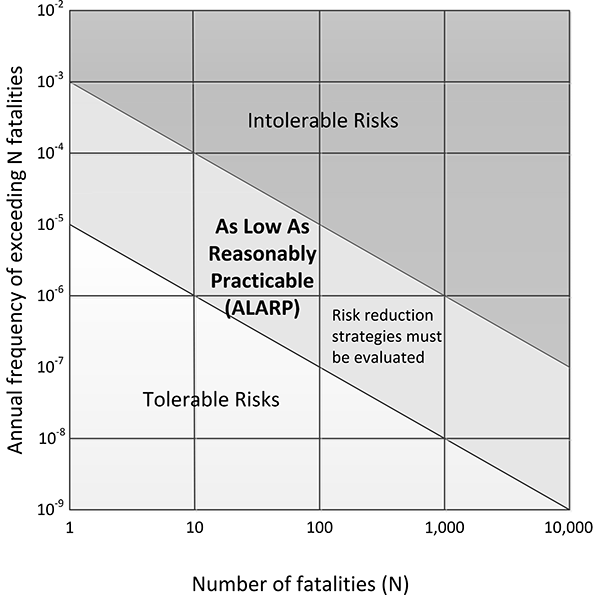 Annual frequency of exceeding N fatalities
10-2
10-3
10-4
10-5
10-6
10-7
10-8
10-9
Intolerable Risks
As Low As
Reasonably
Practicable
(ALARP)
Risk reduction
strategies must
be evaluated
Tolerable Risks
1
10
100
1,000
10,000
Number of fatalities (N)